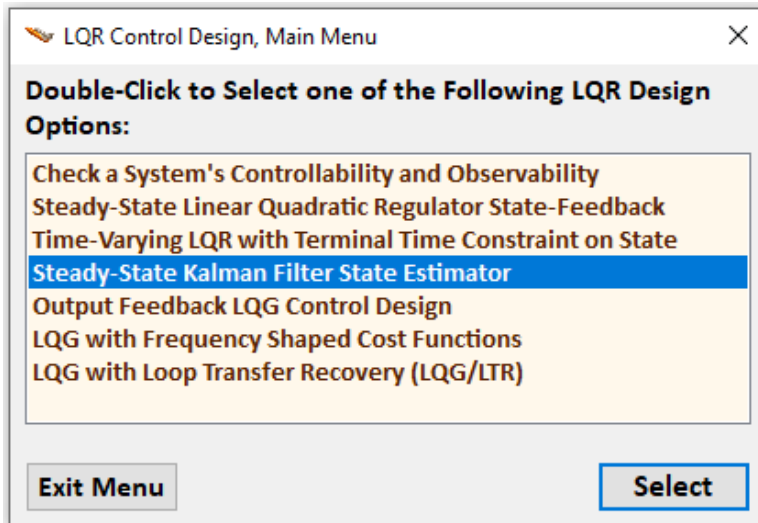 LQR Control Design, Main Menu
Double-Click to Select one of the Following LQR Design
Options:
Check a System's Controllability and Observability
Steady-State Linear Quadratic Regulator State-Feedback
Time-Varying LQR with Terminal Time Constraint on State
Steady-State Kalman Filter State Estimator
Output Feedback LQG Control Design
LQG with Frequency Shaped Cost Functions
LQG with Loop Transfer Recovery (LQG/LTR)
Exit Menu
Select